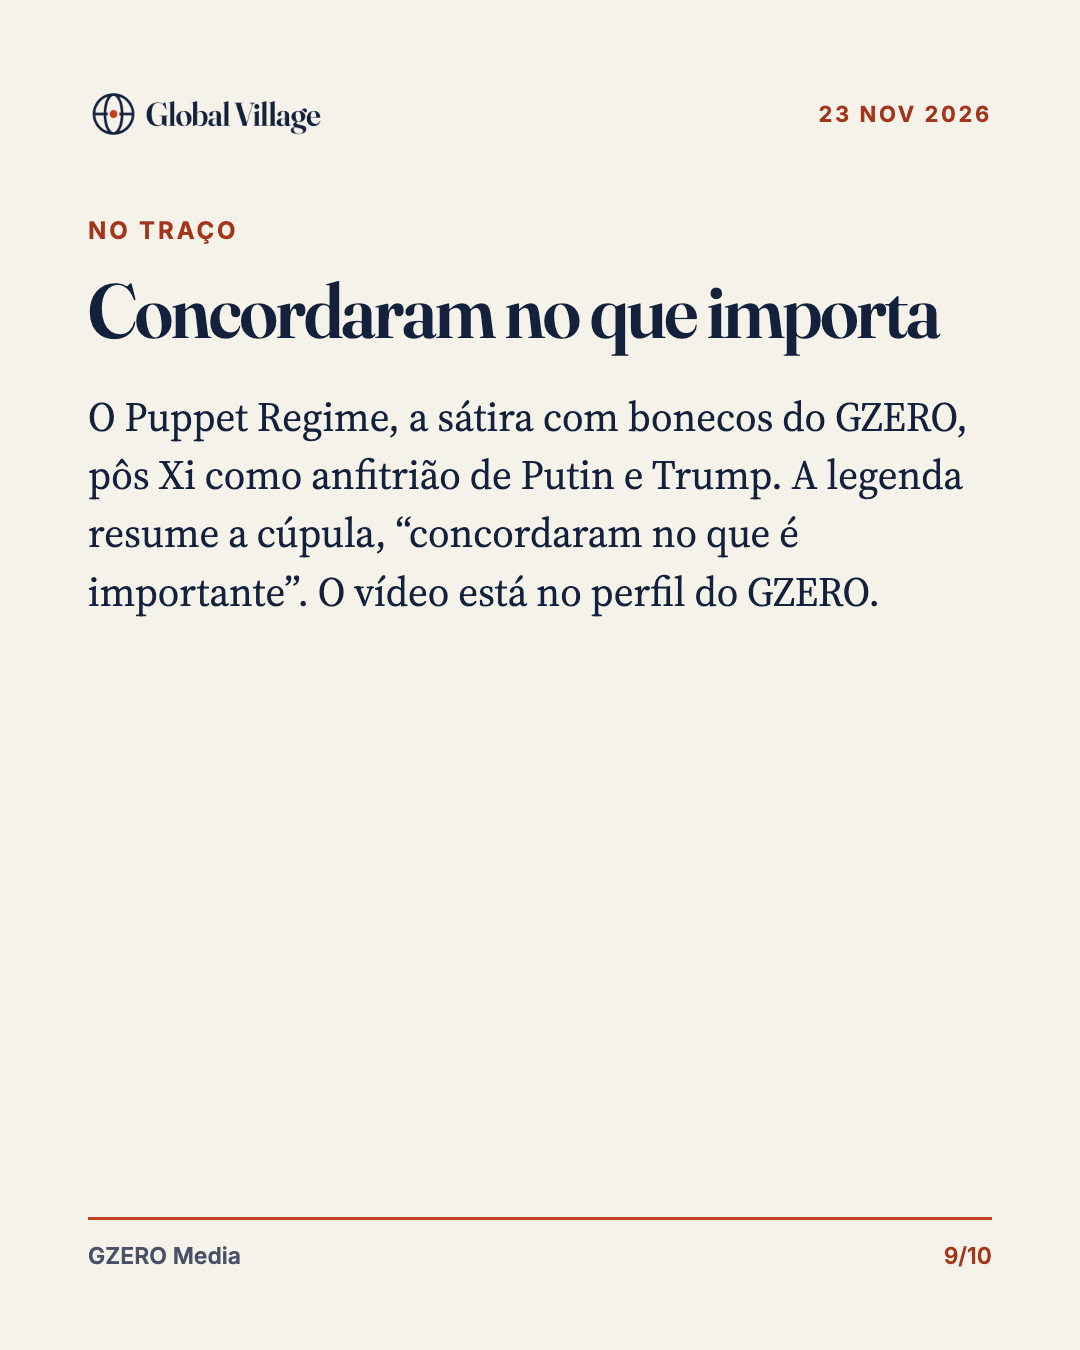 Global Village
23 NOV 2026
NO TRAÇO
Concordaram no que importa
O Puppet Regime, a sátira com bonecos do GZERO,
pôs Xi como anfitrião de Putin e Trump. A legenda
resume a cúpula, “concordaram no que é
importante”. O vídeo está no perfil do GZERO.
GZERO Media
9/10